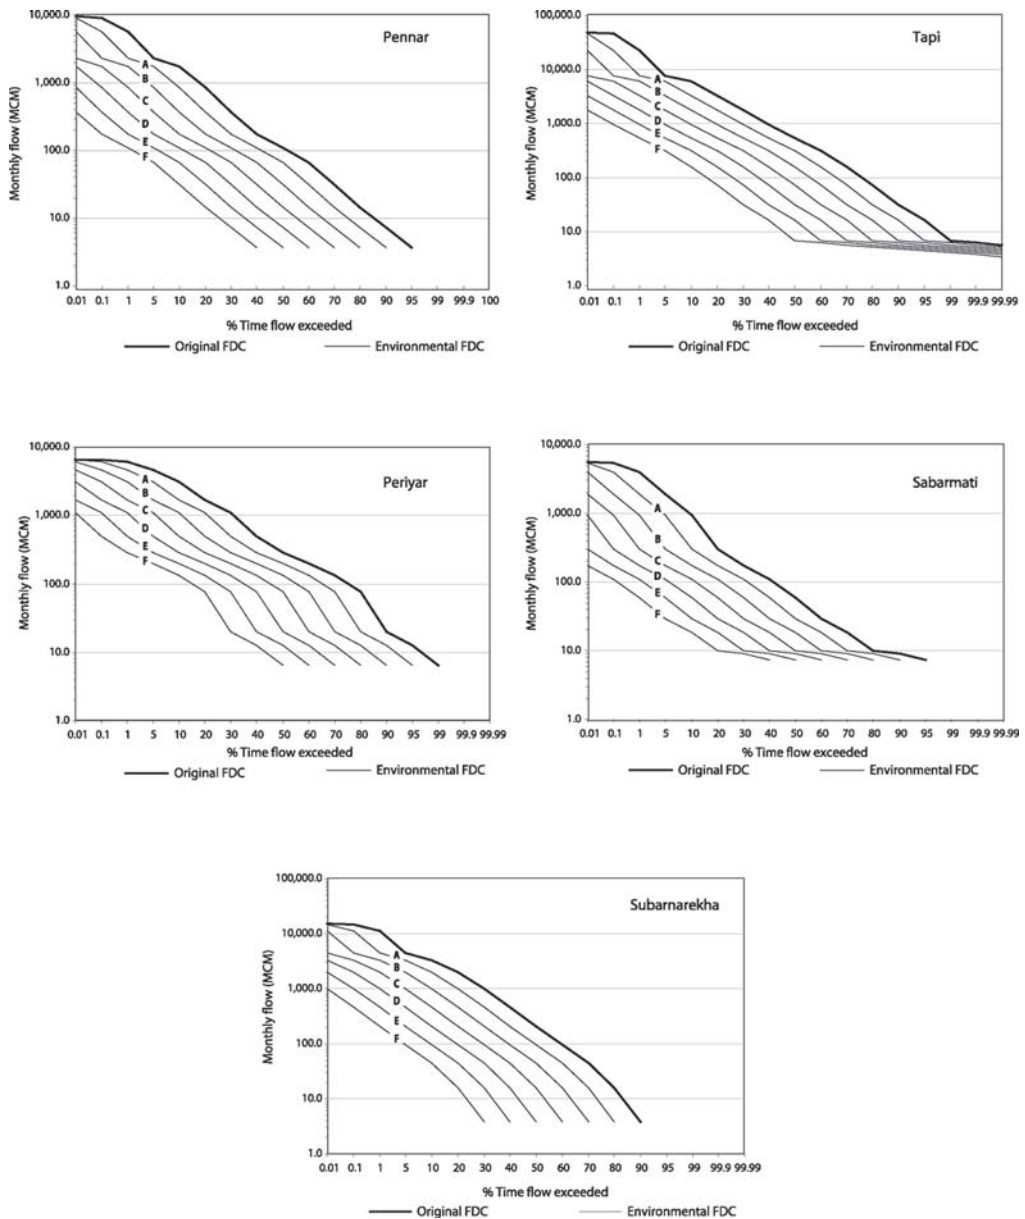 Pennar
Monthly flow (MCM)
10,000.0
1,000.0
100.0
10.0
1.0
A
B
C
D
E
F
0.01 0.1 1 5 10 20 30 40 50 60 70 80 90 95 99 99.9 100
% Time flow exceeded
Original FDC Environmental FDC
Tapi
Monthly flow (MCM)
100,000.0
10,000.0
1,000.0
100.0
10.0
1.0
A
B
C
D
E
F
0.01 0.1 1 5 10 20 30 40 50 60 70 80 90 95 99 99.9 99.99
% Time flow exceeded
Original FDC Environmental FDC
Periyar
Monthly flow (MCM)
10,000.0
1,000.0
100.0
10.0
1.0
A
B
C
D
E
F
0.01 0.1 1 5 10 20 30 40 50 60 70 80 90 95 99 99.9 99.99
% Time flow exceeded
Original FDC Environmental FDC
Sabarmati
Monthly flow (MCM)
10,000.0
1,000.0
100.0
10.0
1.0
A
B
C
D
E
F
0.01 0.1 1 5 10 20 30 40 50 60 70 80 90 95 99 99.9 99.99
% Time flow exceeded
Original FDC Environmental FDC
Subarnarekha
Monthly flow (MCM)
100,000.0
10,000.0
1,000.0
100.0
10.0
1.0
A
B
C
D
E
F
0.01 0.1 1 5 10 20 30 40 50 60 70 80 90 95 99 99.9 99.99
% Time flow exceeded
Original FDC Environmental FDC